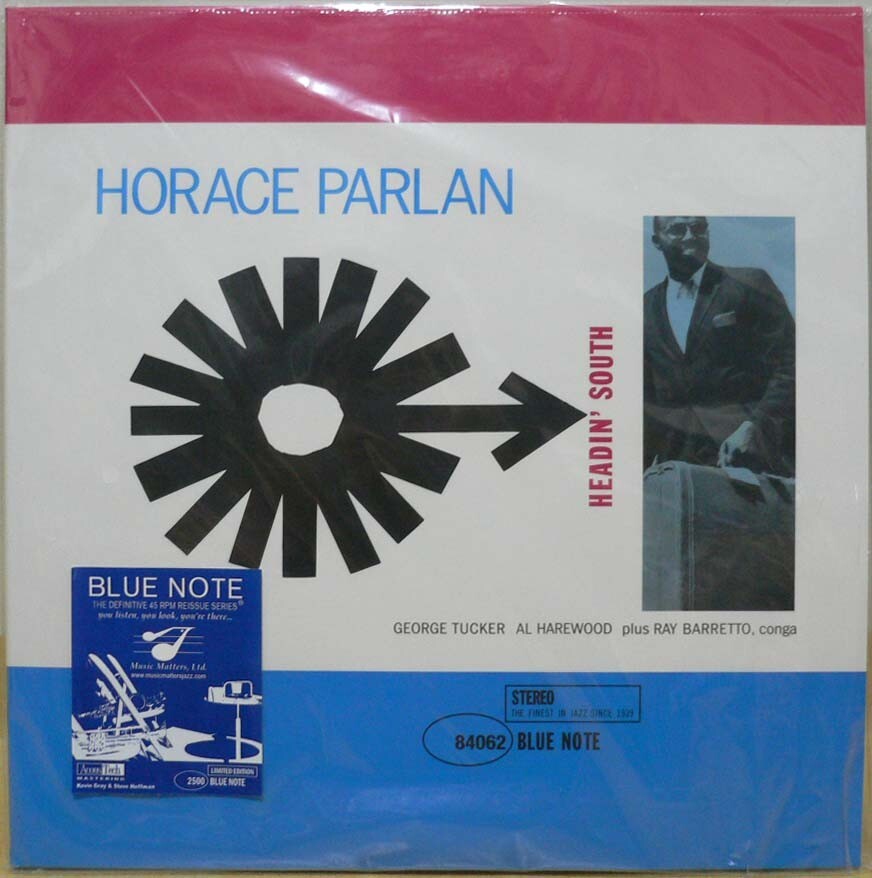 HORACE PARLAN
HEADIN' SOUTH
GEORGE TUCKER AL HAREWOOD plus RAY BARRETTO, conga
STEREO
THE FINEST IN JAZZ SINCE 1939
84062 BLUE NOTE
BLUE NOTE
THE DEFINITIVE 45 RPM REISSUE SERIES®
you listen, you look, you're there...
Music Matters, Ltd.
www.musicmattersjazz.com
AcousTech
MASTERING
Kevin Gray & Steve Hoffman
LIMITED EDITION
2500 BLUE NOTE